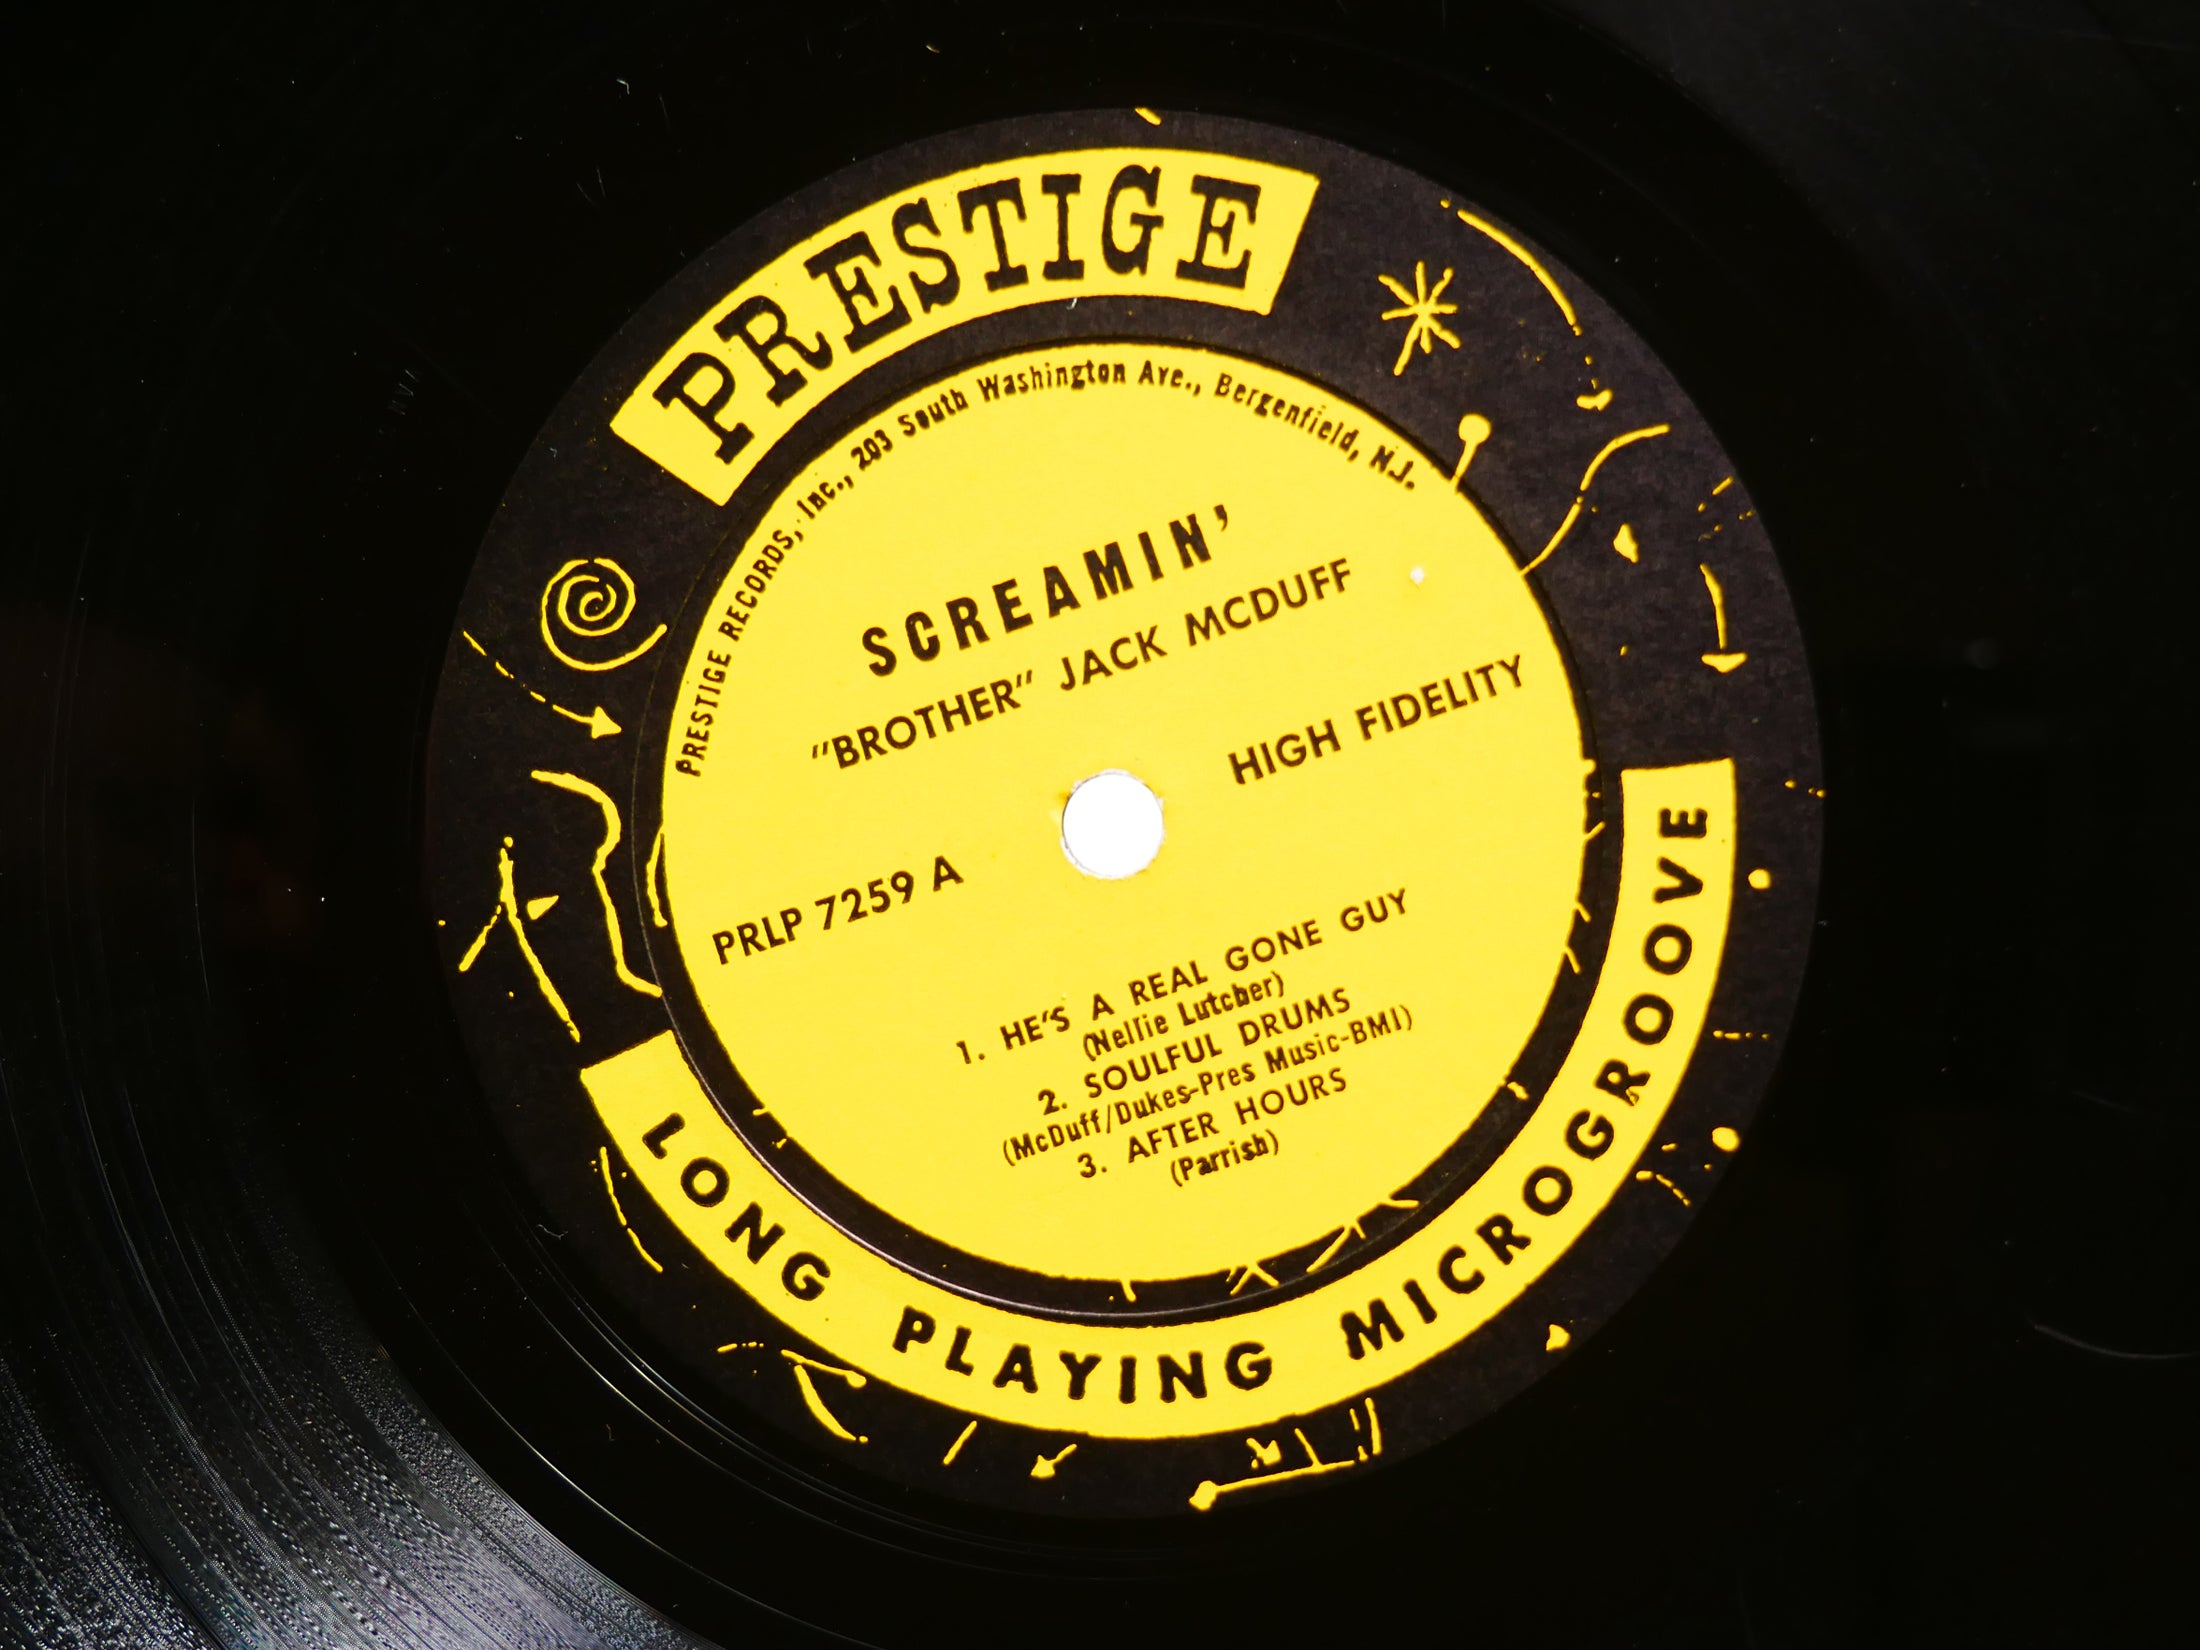 PRESTIGE
PRESTIGE RECORDS, Inc., 203 South Washington Ave., Bergenfield, N.J.
SCREAMIN'
"BROTHER" JACK MCDUFF
HIGH FIDELITY
PRLP 7259 A
1. HE'S A REAL GONE GUY
(Nellie Lutcher)
2. SOULFUL DRUMS
(McDuff/Dukes-Pres Music-BMI)
3. AFTER HOURS
(Parrish)
LONG PLAYING MICROGROOVE